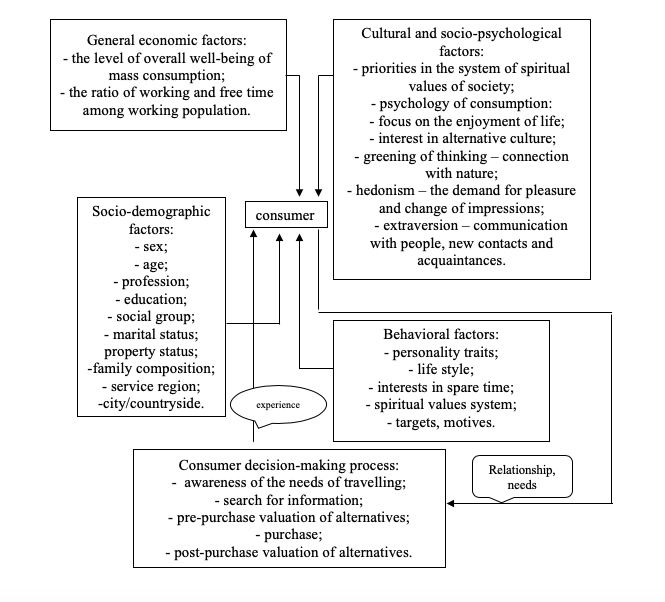 General economic factors:
- the level of overall well-being of
mass consumption;
- the ratio of working and free time
among working population.
Cultural and socio-psychological
factors:
- priorities in the system of spiritual
values of society;
- psychology of consumption:
- focus on the enjoyment of life;
- interest in alternative culture;
- greening of thinking – connection
with nature;
- hedonism – the demand for pleasure
and change of impressions;
- extraversion – communication
with people, new contacts and
acquaintances.
Socio-demographic
factors:
- sex;
- age;
- profession;
- education;
- social group;
- marital status;
property status;
-family composition;
- service region;
-city/countryside.
consumer
Behavioral factors:
- personality traits;
- life style;
- interests in spare time;
- spiritual values system;
- targets, motives.
experience
Consumer decision-making process:
- awareness of the needs of travelling;
- search for information;
- pre-purchase valuation of alternatives;
- purchase;
- post-purchase valuation of alternatives.
Relationship,
needs